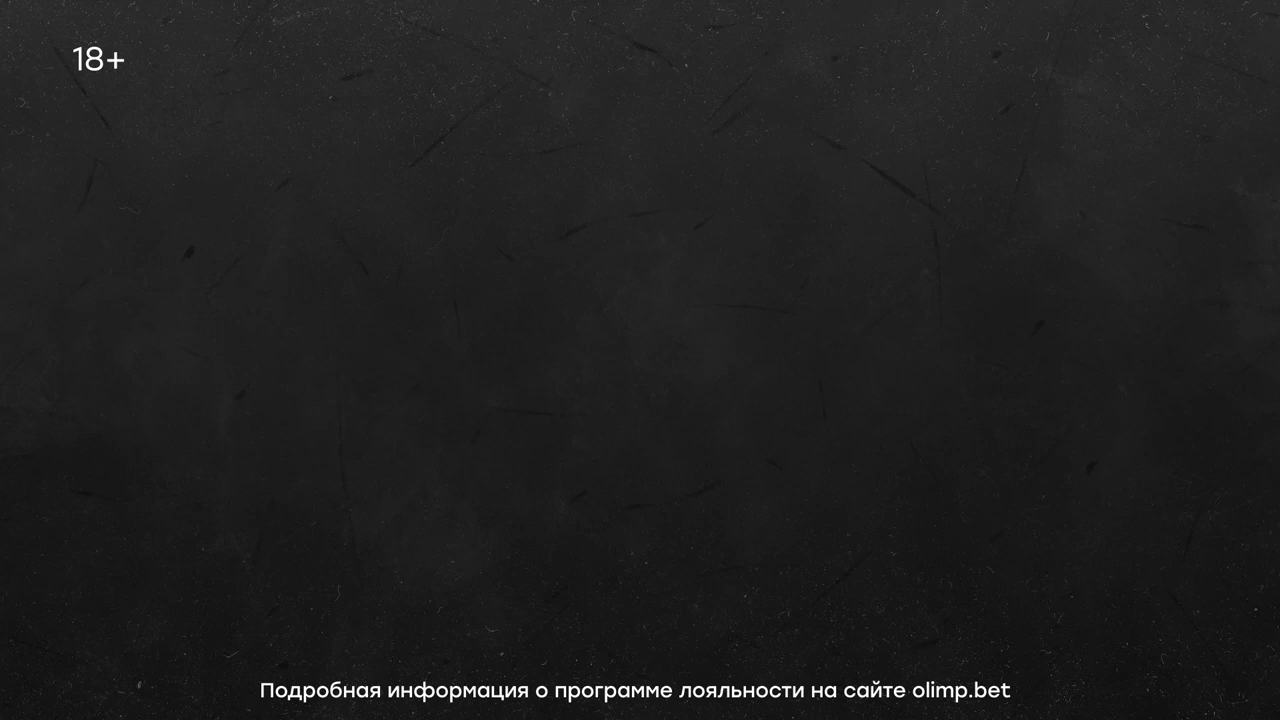 18+
Подробная информация о программе лояльности на сайте olimp.bet